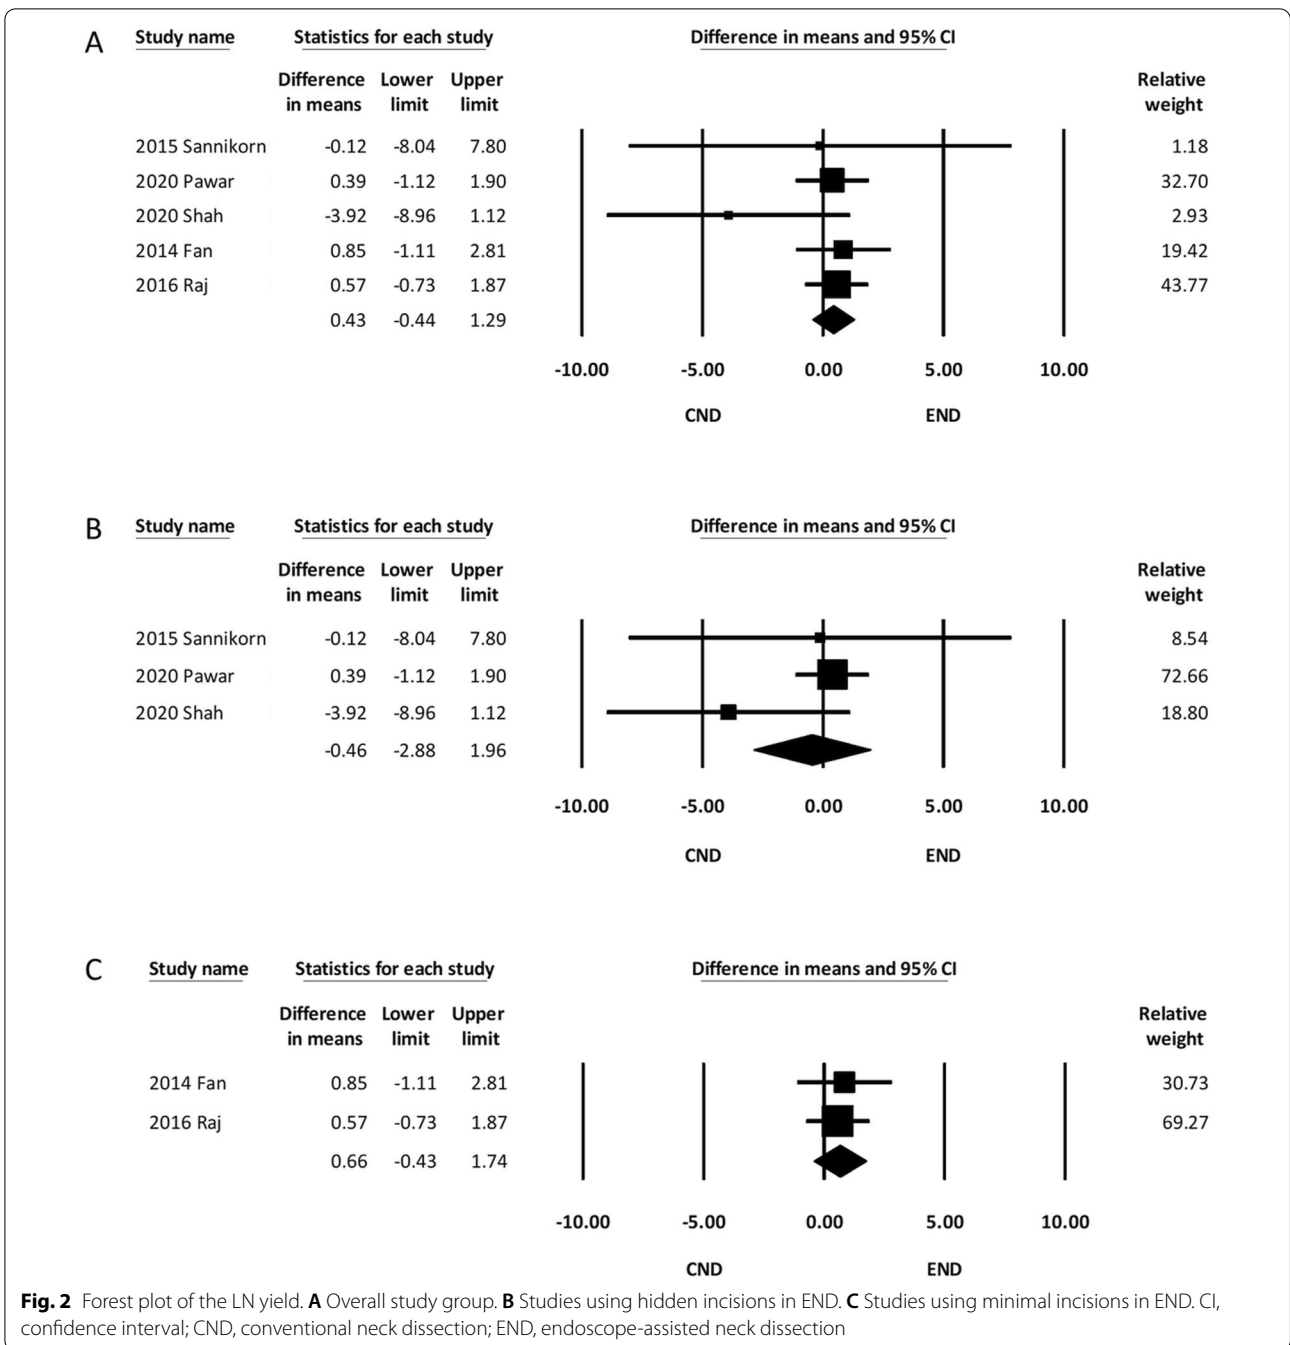 A Study name Statistics for each study Difference in means and 95% CI
Difference Lower Upper Relative
in means limit limit weight
2015 Sannikorn -0.12 -8.04 7.80 1.18
2020 Pawar 0.39 -1.12 1.90 32.70
2020 Shah -3.92 -8.96 1.12 2.93
2014 Fan 0.85 -1.11 2.81 19.42
2016 Raj 0.57 -0.73 1.87 43.77
0.43 -0.44 1.29
-10.00 -5.00 0.00 5.00 10.00
CND END
B Study name Statistics for each study Difference in means and 95% CI
Difference Lower Upper Relative
in means limit limit weight
2015 Sannikorn -0.12 -8.04 7.80 8.54
2020 Pawar 0.39 -1.12 1.90 72.66
2020 Shah -3.92 -8.96 1.12 18.80
-0.46 -2.88 1.96
-10.00 -5.00 0.00 5.00 10.00
CND END
C Study name Statistics for each study Difference in means and 95% CI
Difference Lower Upper Relative
in means limit limit weight
2014 Fan 0.85 -1.11 2.81 30.73
2016 Raj 0.57 -0.73 1.87 69.27
0.66 -0.43 1.74
-10.00 -5.00 0.00 5.00 10.00
CND END
Fig. 2 Forest plot of the LN yield. A Overall study group. B Studies using hidden incisions in END. C Studies using minimal incisions in END. CI,
confidence interval; CND, conventional neck dissection; END, endoscope-assisted neck dissection